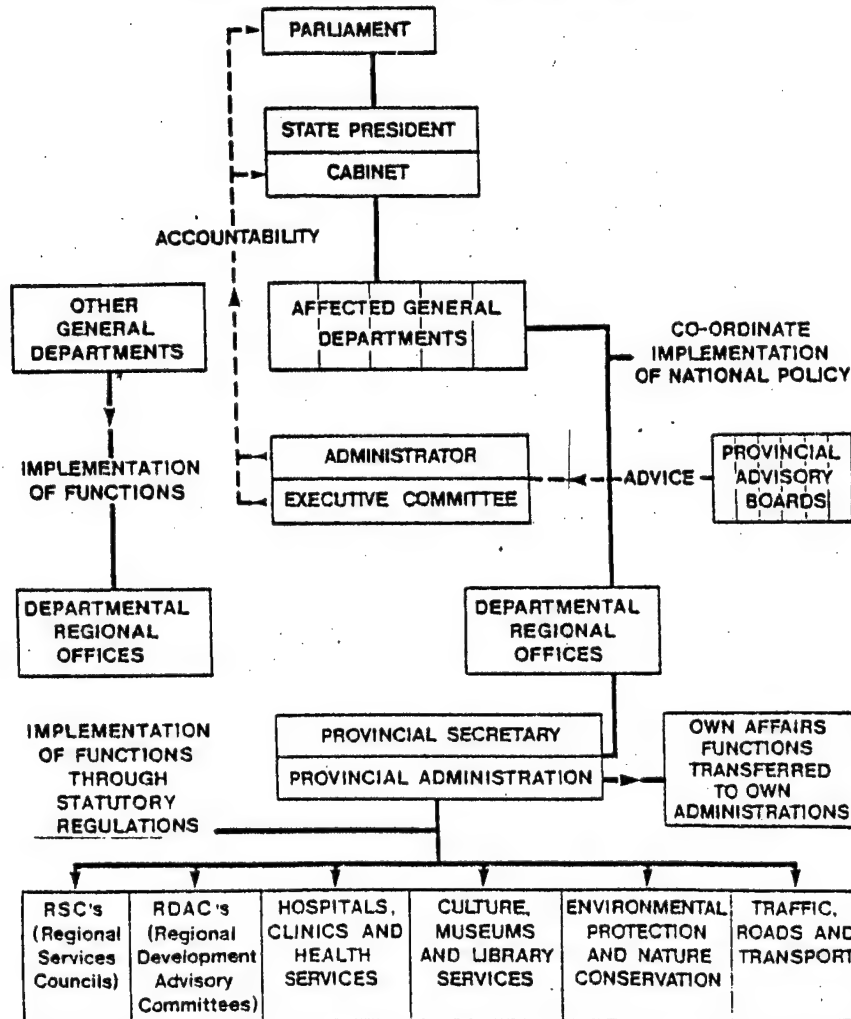 PARLIAMENT
STATE PRESIDENT
CABINET
ACCOUNTABILITY
OTHER
GENERAL
DEPARTMENTS
AFFECTED GENERAL
DEPARTMENTS
CO-ORDINATE
IMPLEMENTATION
OF NATIONAL POLICY
IMPLEMENTATION
OF FUNCTIONS
ADMINISTRATOR
EXECUTIVE COMMITTEE
ADVICE
PROVINCIAL
ADVISORY
BOARDS
DEPARTMENTAL
REGIONAL
OFFICES
DEPARTMENTAL
REGIONAL
OFFICES
IMPLEMENTATION
OF FUNCTIONS
THROUGH
STATUTORY
REGULATIONS
PROVINCIAL SECRETARY
PROVINCIAL ADMINISTRATION
OWN AFFAIRS
FUNCTIONS
TRANSFERRED
TO OWN
ADMINISTRATIONS
RSC's
(Regional
Services
Councils)
RDAC's
(Regional
Development
Advisory
Committees)
HOSPITALS,
CLINICS AND
HEALTH
SERVICES
CULTURE,
MUSEUMS
AND LIBRARY
SERVICES
ENVIRONMENTAL
PROTECTION
AND NATURE
CONSERVATION
TRAFFIC,
ROADS AND
TRANSPORT